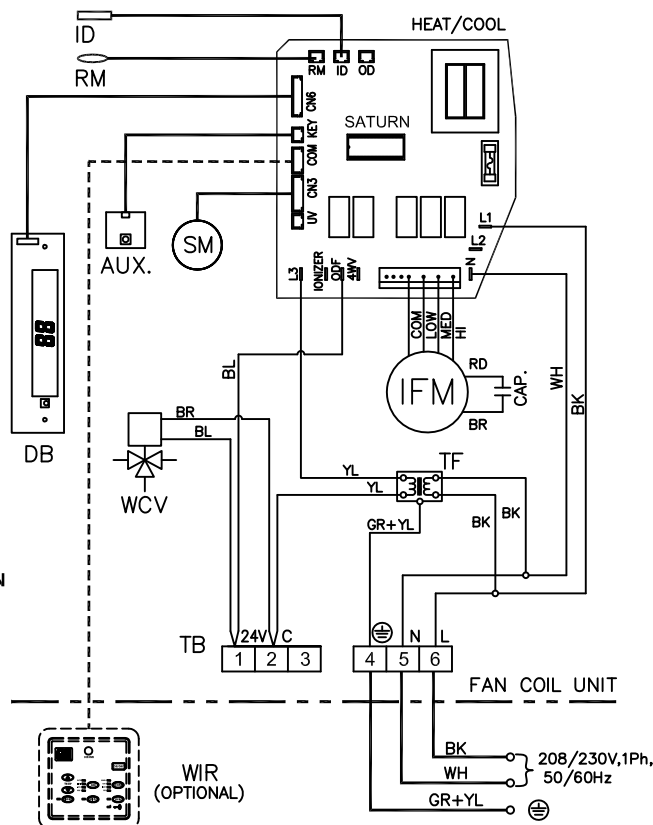 HEAT/COOL
ID
RM
RM ID OD
CN6
KEY
COM
CN3
UV
SATURN
L1
L2
N
L3
IONIZER
ODF
4WV
AUX.
SM
88
DB
COM
LOW
MED
HI
IFM
RD
BR
CAP.
WH
BK
BL
BR
BL
WCV
YL
YL
TF
GR+YL
BK
BK
N
TB
24V C
1 2 3
N L
4 5 6
FAN COIL UNIT
WIR
(OPTIONAL)
BK
WH
GR+YL
208/230V,1Ph,
50/60Hz